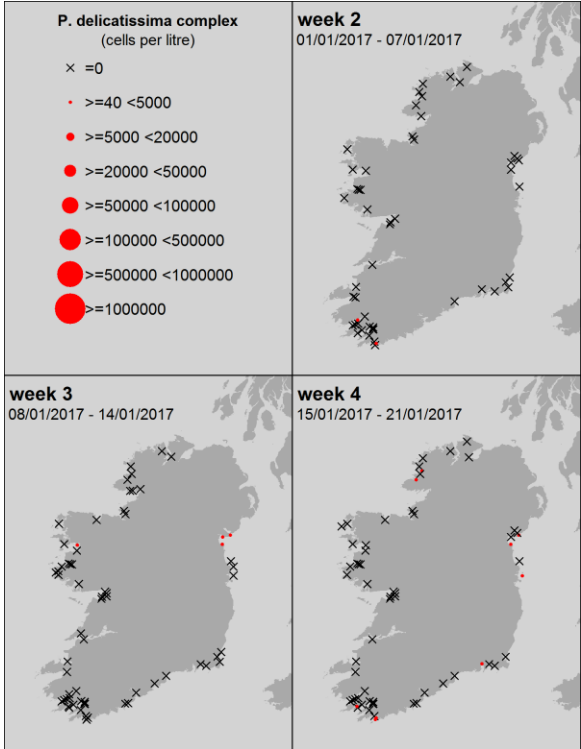 P. delicatissima complex
(cells per litre)
=0
>=40 <5000
>=5000 <20000
>=20000 <50000
>=50000 <100000
>=100000 <500000
>=500000 <1000000
>=1000000
week 2
01/01/2017 - 07/01/2017
week 3
08/01/2017 - 14/01/2017
week 4
15/01/2017 - 21/01/2017